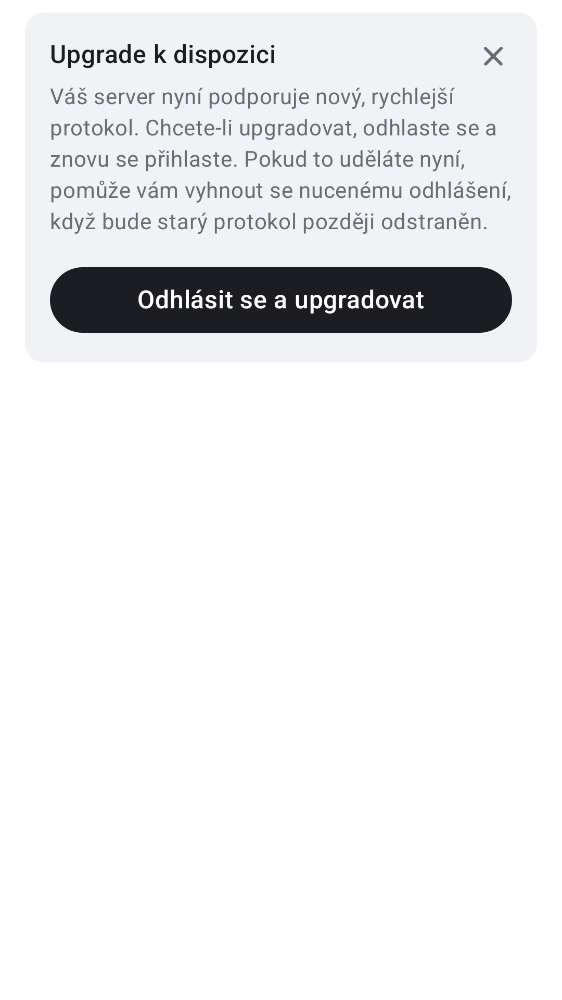 Upgrade k dispozici
Váš server nyní podporuje nový, rychlejší
protokol. Chcete-li upgradovat, odhlaste se a
znovu se přihlaste. Pokud to uděláte nyní,
pomůže vám vyhnout se nucenému odhlášení,
když bude starý protokol později odstraněn.
Odhlásit se a upgradovat